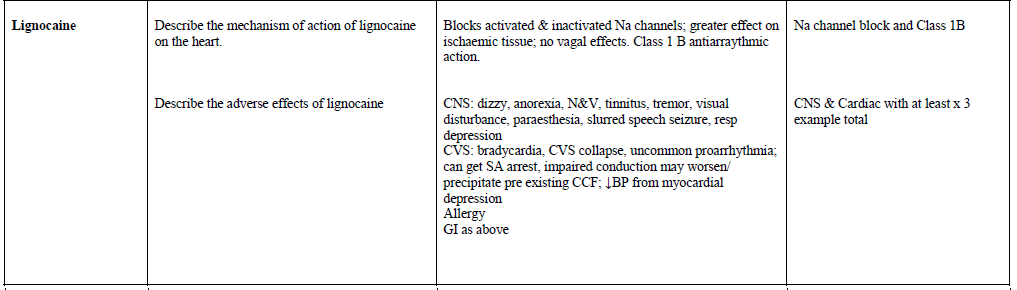 Lignocaine
Describe the mechanism of action of lignocaine
on the heart.
Blocks activated & inactivated Na channels; greater effect on
ischaemic tissue; no vagal effects. Class 1 B antiarraythmic
action.
Na channel block and Class 1B
Describe the adverse effects of lignocaine
CNS: dizzy, anorexia, N&V, tinnitus, tremor, visual
disturbance, paraesthesia, slurred speech seizure, resp
depression
CVS: bradycardia, CVS collapse, uncommon proarrhythmia;
can get SA arrest, impaired conduction may worsen/
precipitate pre existing CCF; ↓BP from myocardial
depression
Allergy
GI as above
CNS & Cardiac with at least x 3
example total